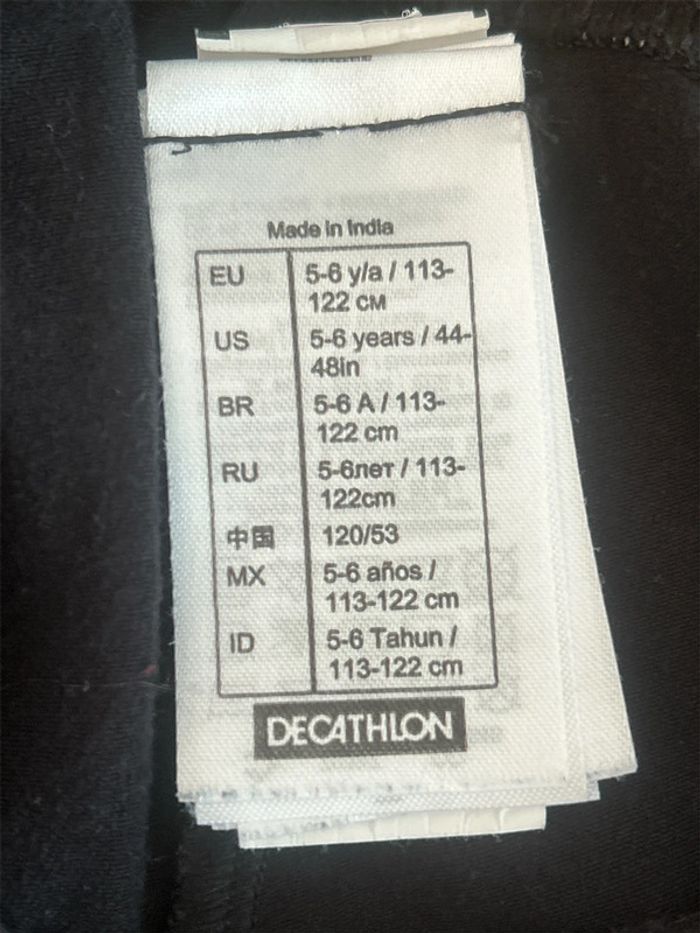 Made in India
EU 5-6 y/a / 113-
122 CM
US 5-6 years / 44-
48in
BR 5-6 A / 113-
122 cm
RU 5-6лет / 113-
122cm
中国 120/53
MX 5-6 años /
113-122 cm
ID 5-6 Tahun /
113-122 cm
DECATHLON